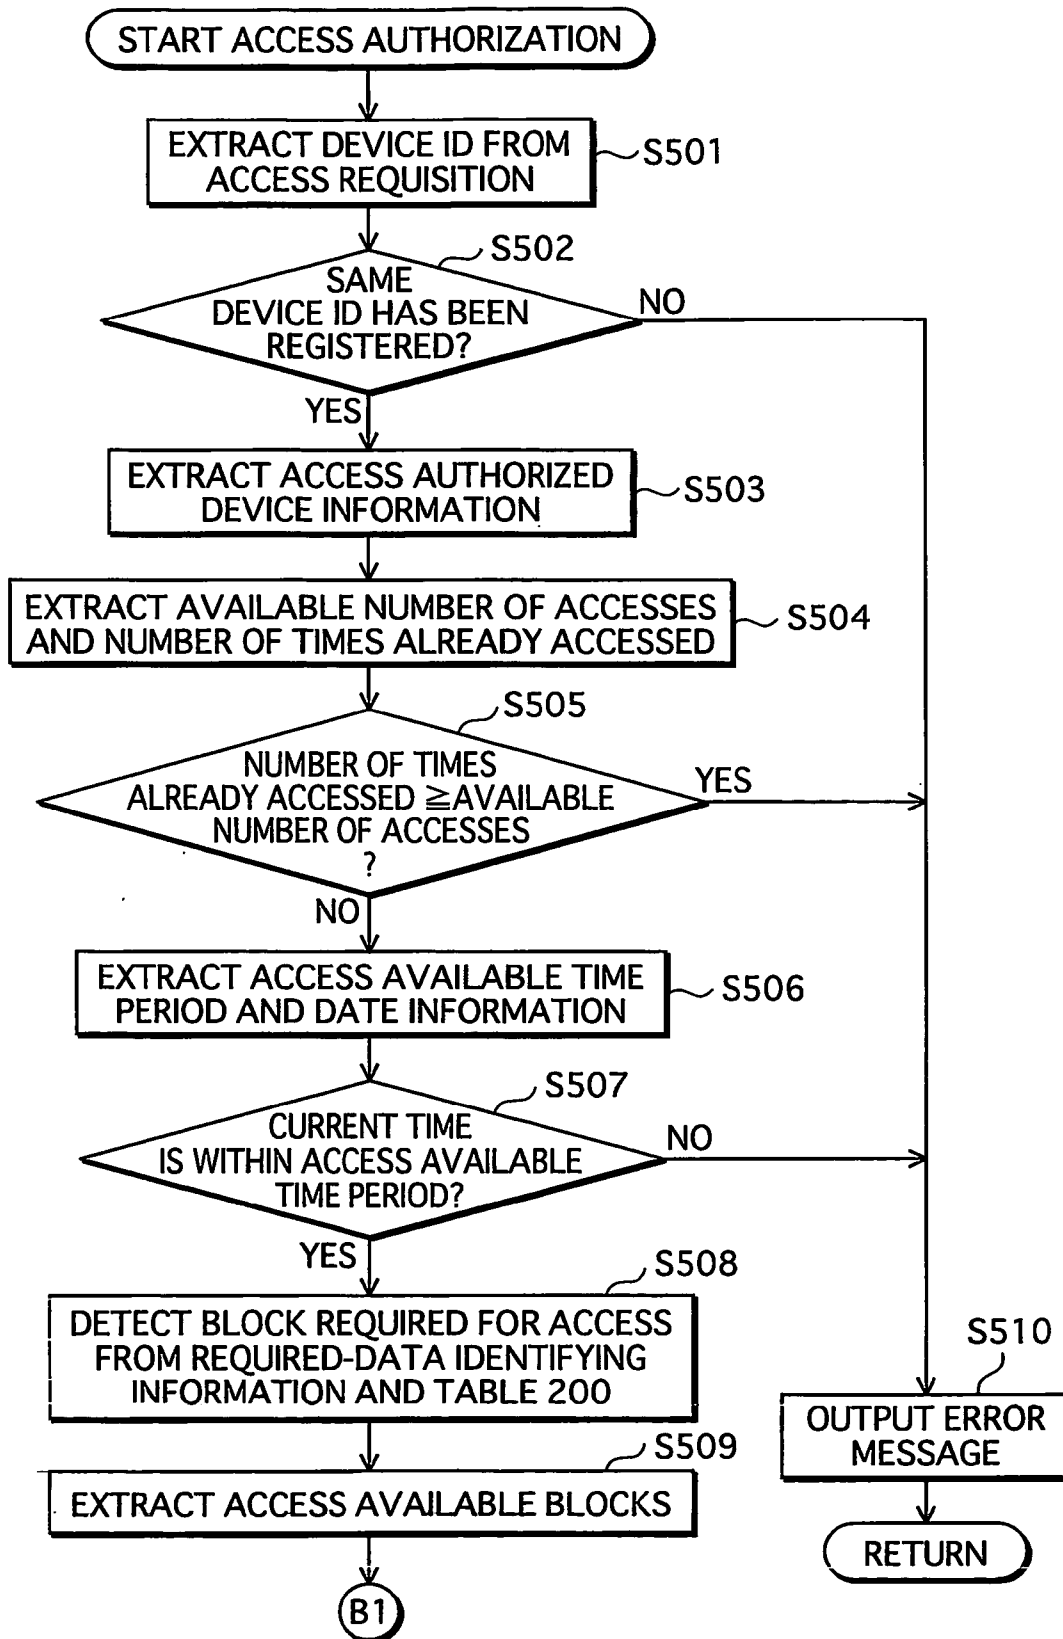 START ACCESS AUTHORIZATION
EXTRACT DEVICE ID FROM
ACCESS REQUISITION
S501
S502
SAME
DEVICE ID HAS BEEN
REGISTERED?
NO
YES
EXTRACT ACCESS AUTHORIZED
DEVICE INFORMATION
S503
EXTRACT AVAILABLE NUMBER OF ACCESSES
AND NUMBER OF TIMES ALREADY ACCESSED
S504
S505
NUMBER OF TIMES
ALREADY ACCESSED ≧AVAILABLE
NUMBER OF ACCESSES
?
YES
NO
EXTRACT ACCESS AVAILABLE TIME
PERIOD AND DATE INFORMATION
S506
S507
CURRENT TIME
IS WITHIN ACCESS AVAILABLE
TIME PERIOD?
NO
YES
S508
DETECT BLOCK REQUIRED FOR ACCESS
FROM REQUIRED-DATA IDENTIFYING
INFORMATION AND TABLE 200
S509
EXTRACT ACCESS AVAILABLE BLOCKS
B1
S510
OUTPUT ERROR
MESSAGE
RETURN